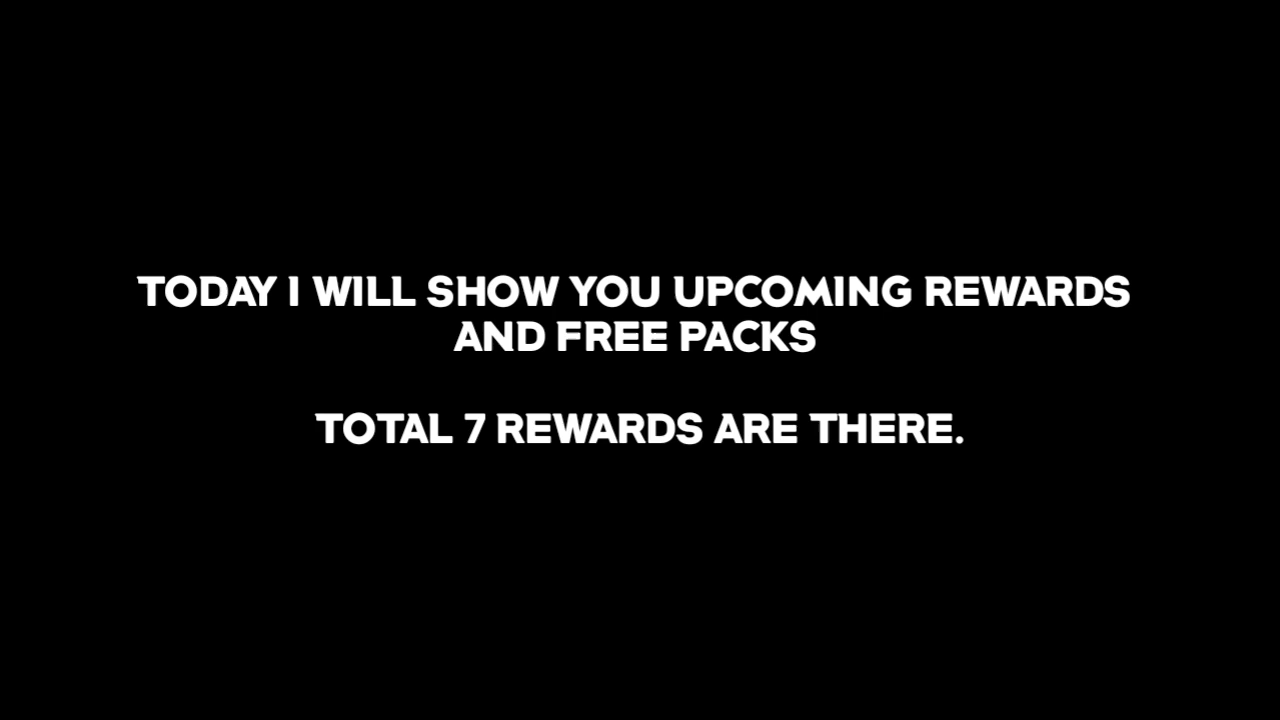 TODAY I WILL SHOW YOU UPCOMING REWARDS
AND FREE PACKS
TOTAL 7 REWARDS ARE THERE.